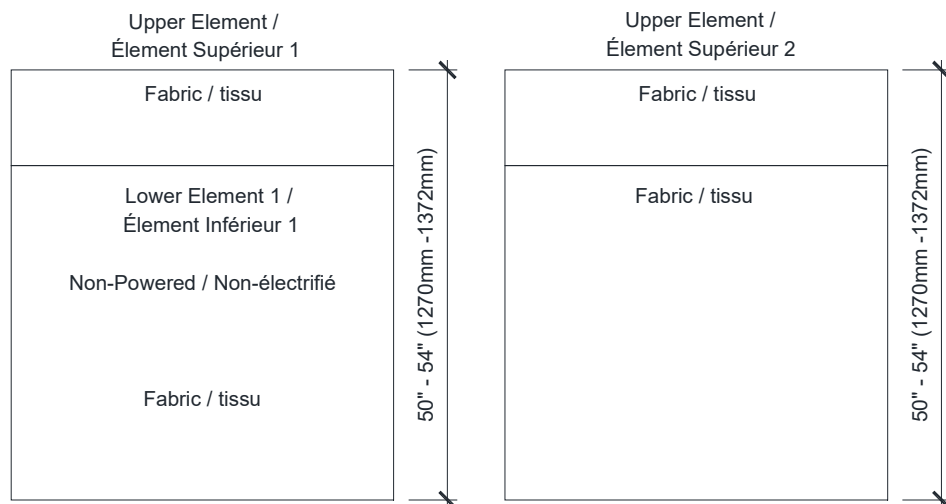 Upper Element /
Élement Supérieur 1
Fabric / tissu
Lower Element 1 /
Élement Inférieur 1
Non-Powered / Non-électrifié
Fabric / tissu
50" - 54" (1270mm -1372mm)
Upper Element /
Élement Supérieur 2
Fabric / tissu
Fabric / tissu
50" - 54" (1270mm -1372mm)